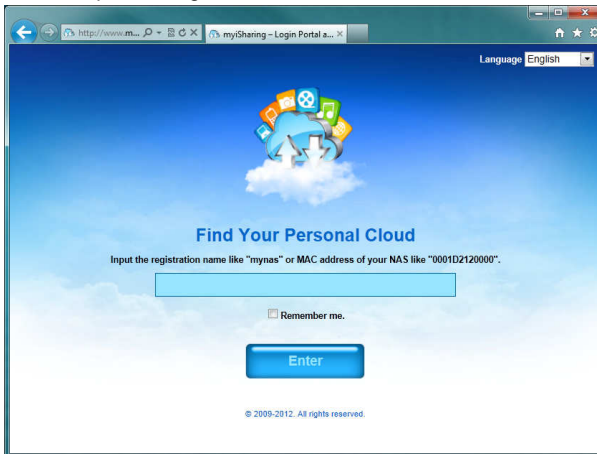 http://www.m...
myiSharing – Login Portal a...
Language English
Find Your Personal Cloud
Input the registration name like "mynas" or MAC address of your NAS like "0001D2120000".
Remember me.
Enter
© 2009-2012. All rights reserved.